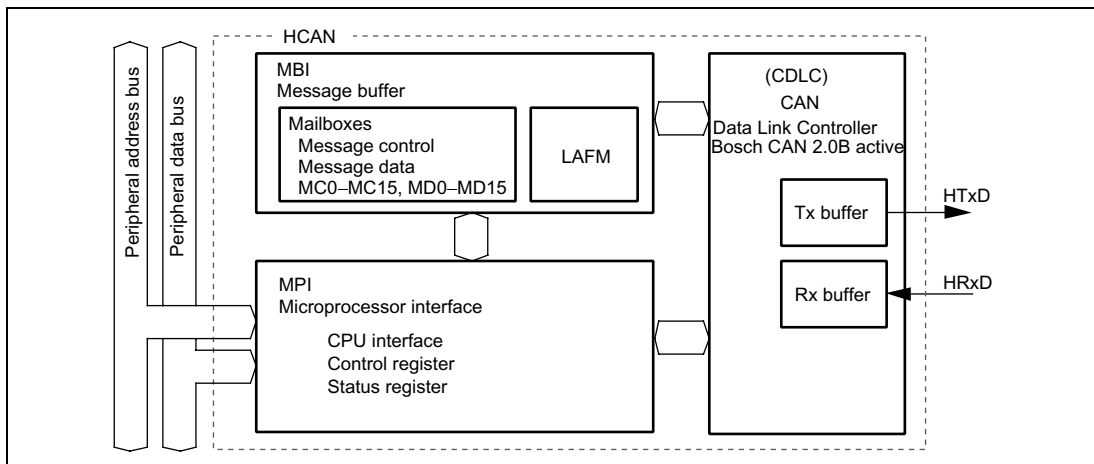 HCAN
Peripheral address bus
Peripheral data bus
MBI
Message buffer
Mailboxes
Message control
Message data
MC0–MC15, MD0–MD15
LAFM
MPI
Microprocessor interface
CPU interface
Control register
Status register
(CDLC)
CAN
Data Link Controller
Bosch CAN 2.0B active
Tx buffer
HTxD
Rx buffer
HRxD